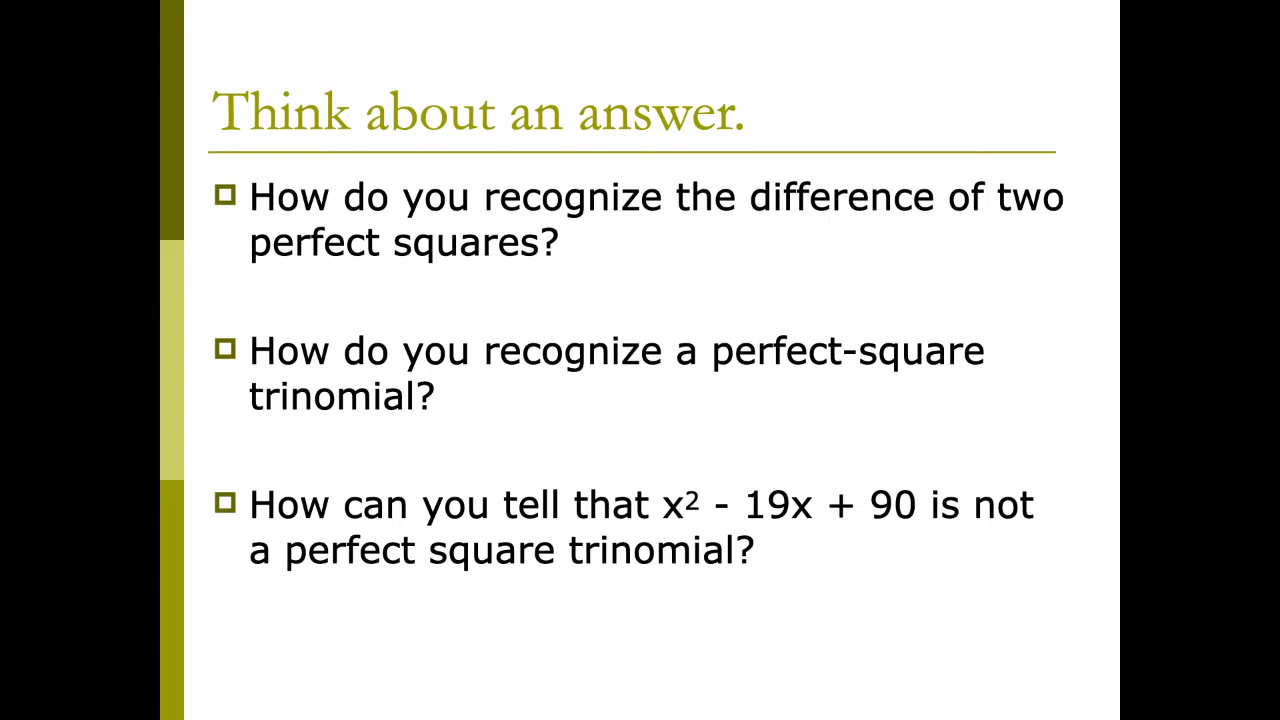 Think about an answer.
How do you recognize the difference of two
perfect squares?
How do you recognize a perfect-square
trinomial?
How can you tell that x² - 19x + 90 is not
a perfect square trinomial?